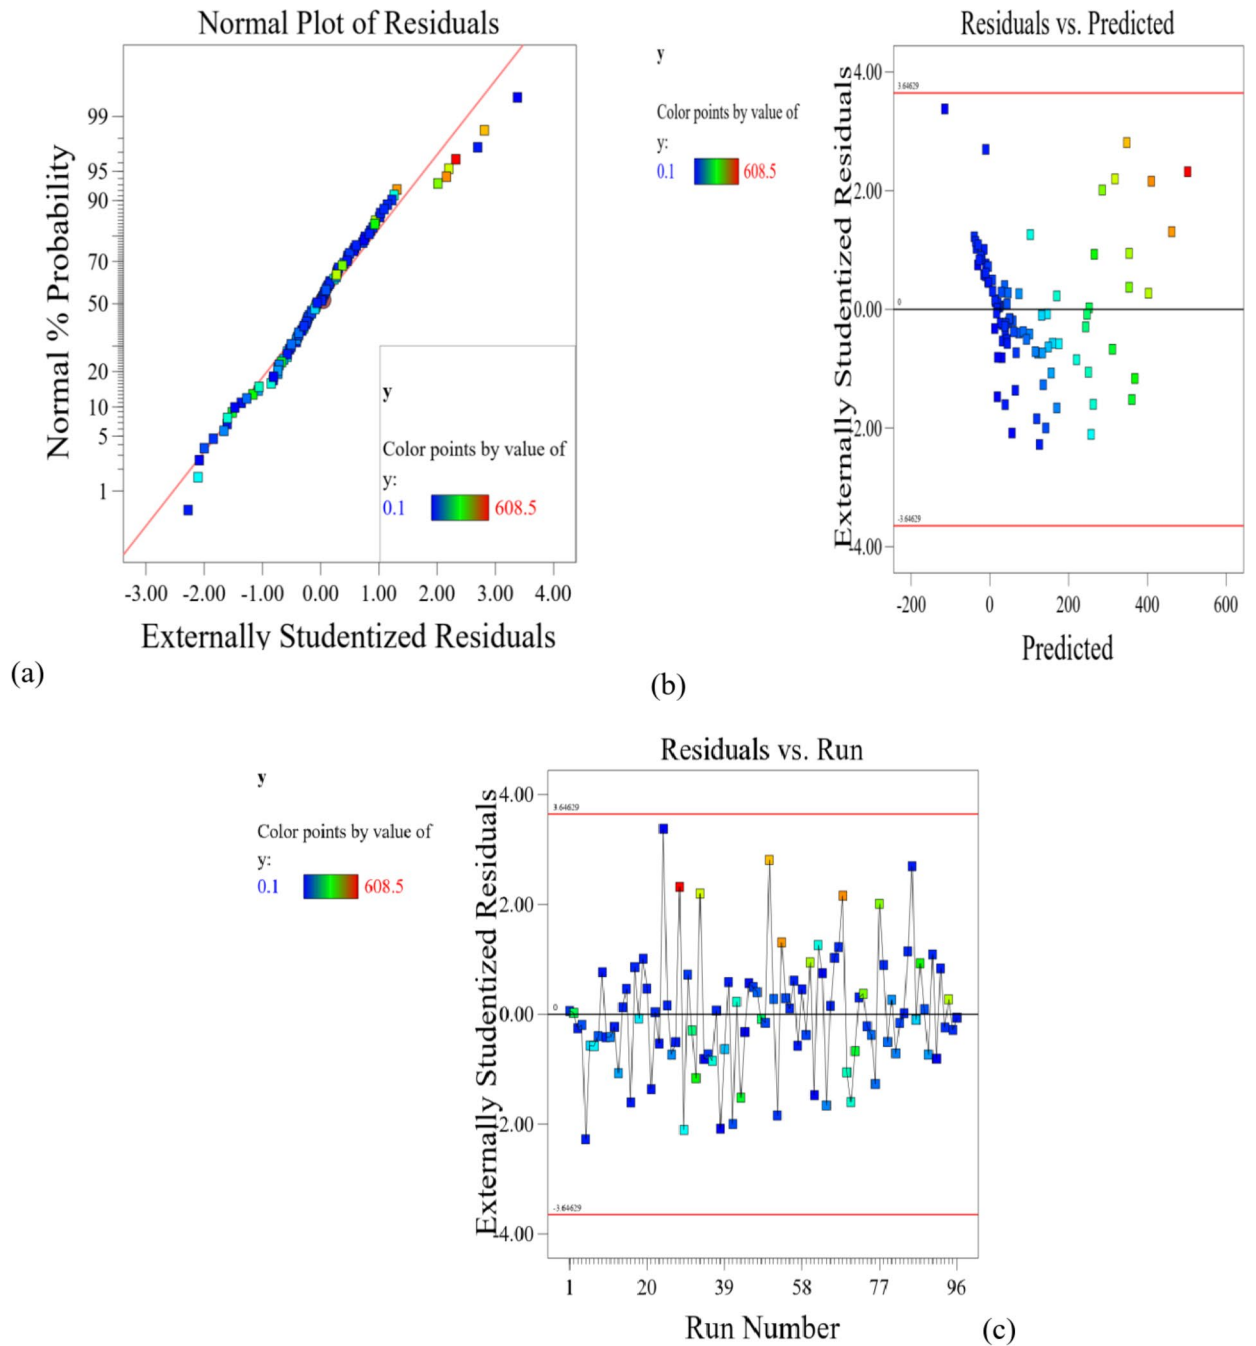 Normal Plot of Residuals
Normal % Probability
99
95
90
70
50
20
10
5
1
y
Color points by value of
y:
0.1 608.5
-3.00 -2.00 -1.00 0.00 1.00 2.00 3.00 4.00
Externally Studentized Residuals
(a)
y
Color points by value of
y:
0.1 608.5
Residuals vs. Predicted
Externally Studentized Residuals
4.00
3.64629
2.00
0.00
0
-2.00
-3.64629
-4.00
-200 0 200 400 600
Predicted
(b)
y
Color points by value of
y:
0.1 608.5
Residuals vs. Run
Externally Studentized Residuals
4.00
3.64629
2.00
0.00
0
-2.00
-3.64629
-4.00
1 20 39 58 77 96
Run Number
(c)